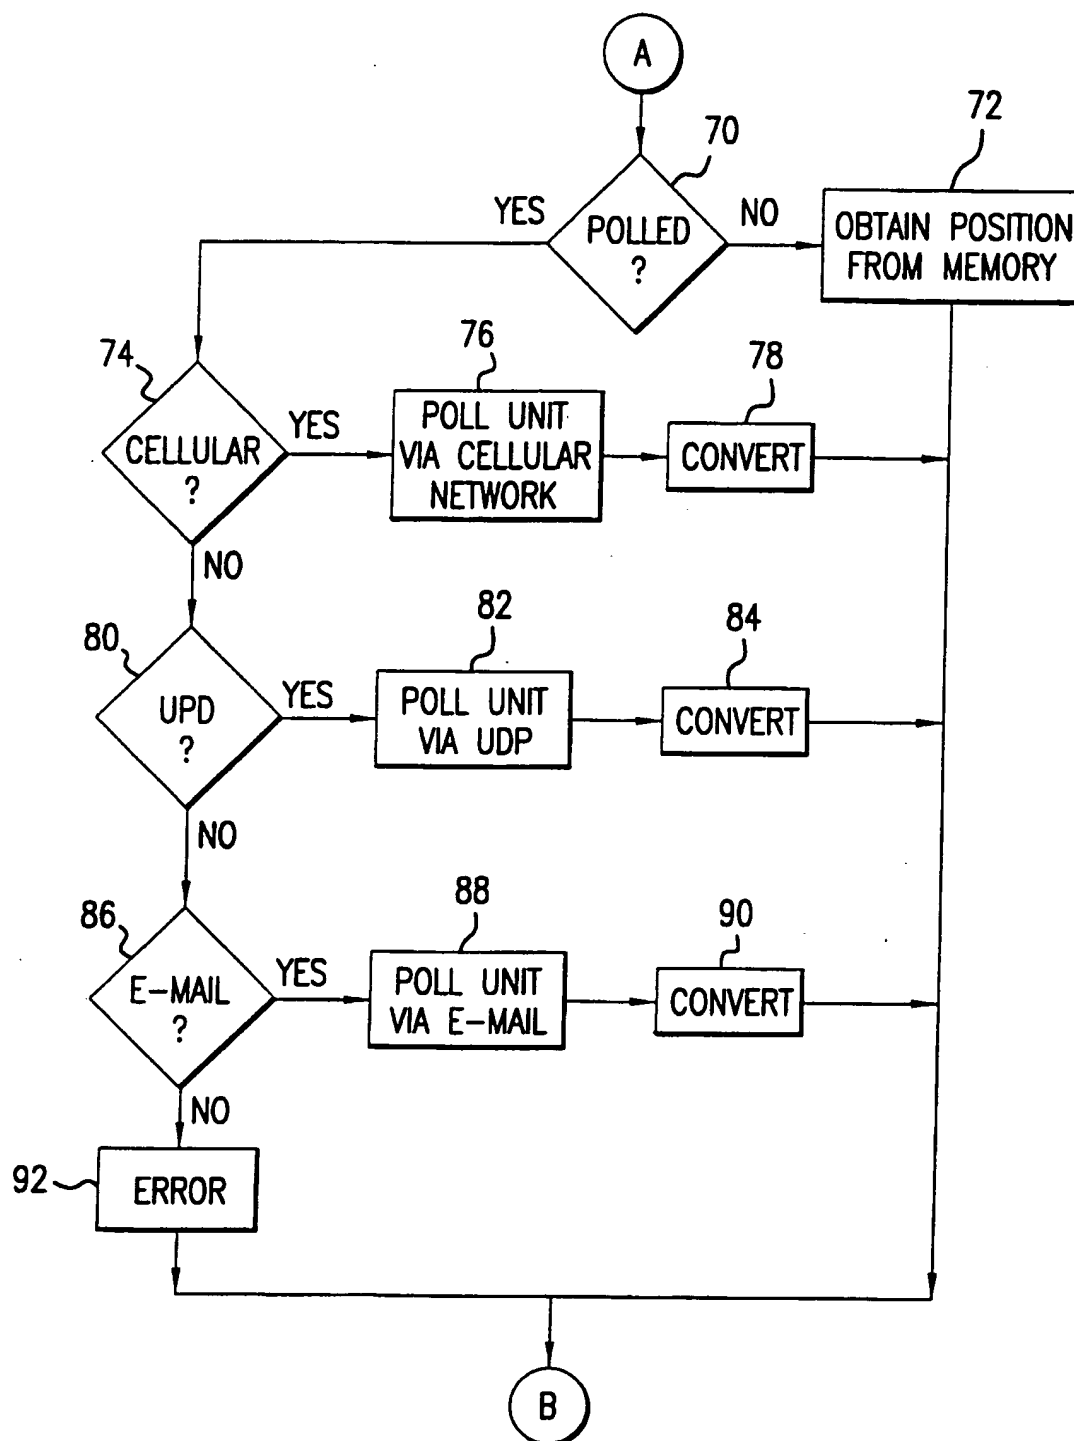 A
70
72
YES
POLLED
?
NO
OBTAIN POSITION
FROM MEMORY
74
CELLULAR
?
YES
76
POLL UNIT
VIA CELLULAR
NETWORK
78
CONVERT
NO
80
UPD
?
YES
82
POLL UNIT
VIA UDP
84
CONVERT
NO
86
E-MAIL
?
YES
88
POLL UNIT
VIA E-MAIL
90
CONVERT
NO
92
ERROR
B